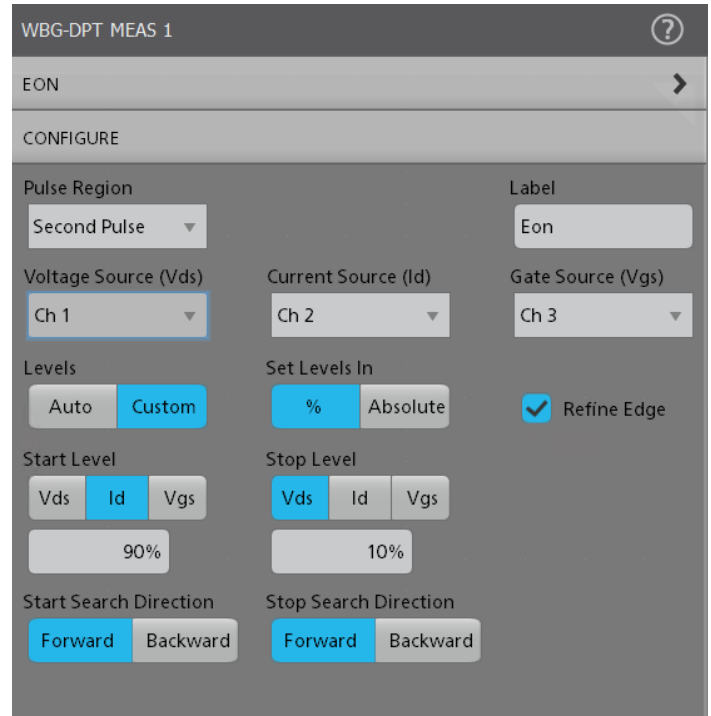 WBG-DPT MEAS 1
EON
CONFIGURE
Pulse Region Label
Second Pulse Eon
Voltage Source (Vds) Current Source (Id) Gate Source (Vgs)
Ch 1 Ch 2 Ch 3
Levels Set Levels In
Auto Custom % Absolute Refine Edge
Start Level Stop Level
Vds Id Vgs Vds Id Vgs
90% 10%
Start Search Direction Stop Search Direction
Forward Backward Forward Backward